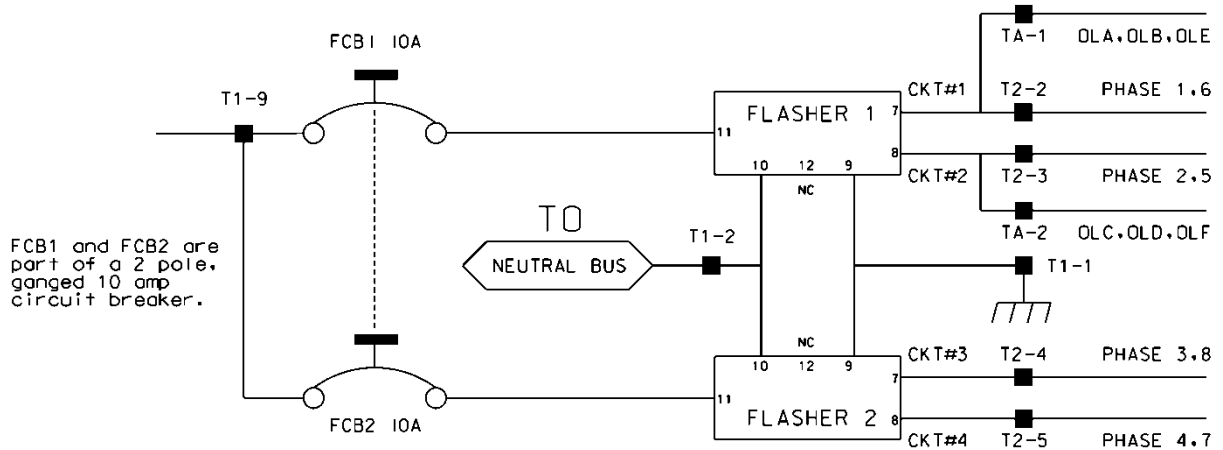 FCB1 10A
T1-9
FCB1 and FCB2 are
part of a 2 pole,
ganged 10 amp
circuit breaker.
FCB2 10A
TO
NEUTRAL BUS
T1-2
11
FLASHER 1
7
8
10 12 9
NC
CKT#1
CKT#2
TA-1 OLA,OLB,OLE
T2-2 PHASE 1,6
T2-3 PHASE 2,5
TA-2 OLC,OLD,OLF
T1-1
NC
10 12 9
11
FLASHER 2
7
8
CKT#3 T2-4 PHASE 3,8
CKT#4 T2-5 PHASE 4,7